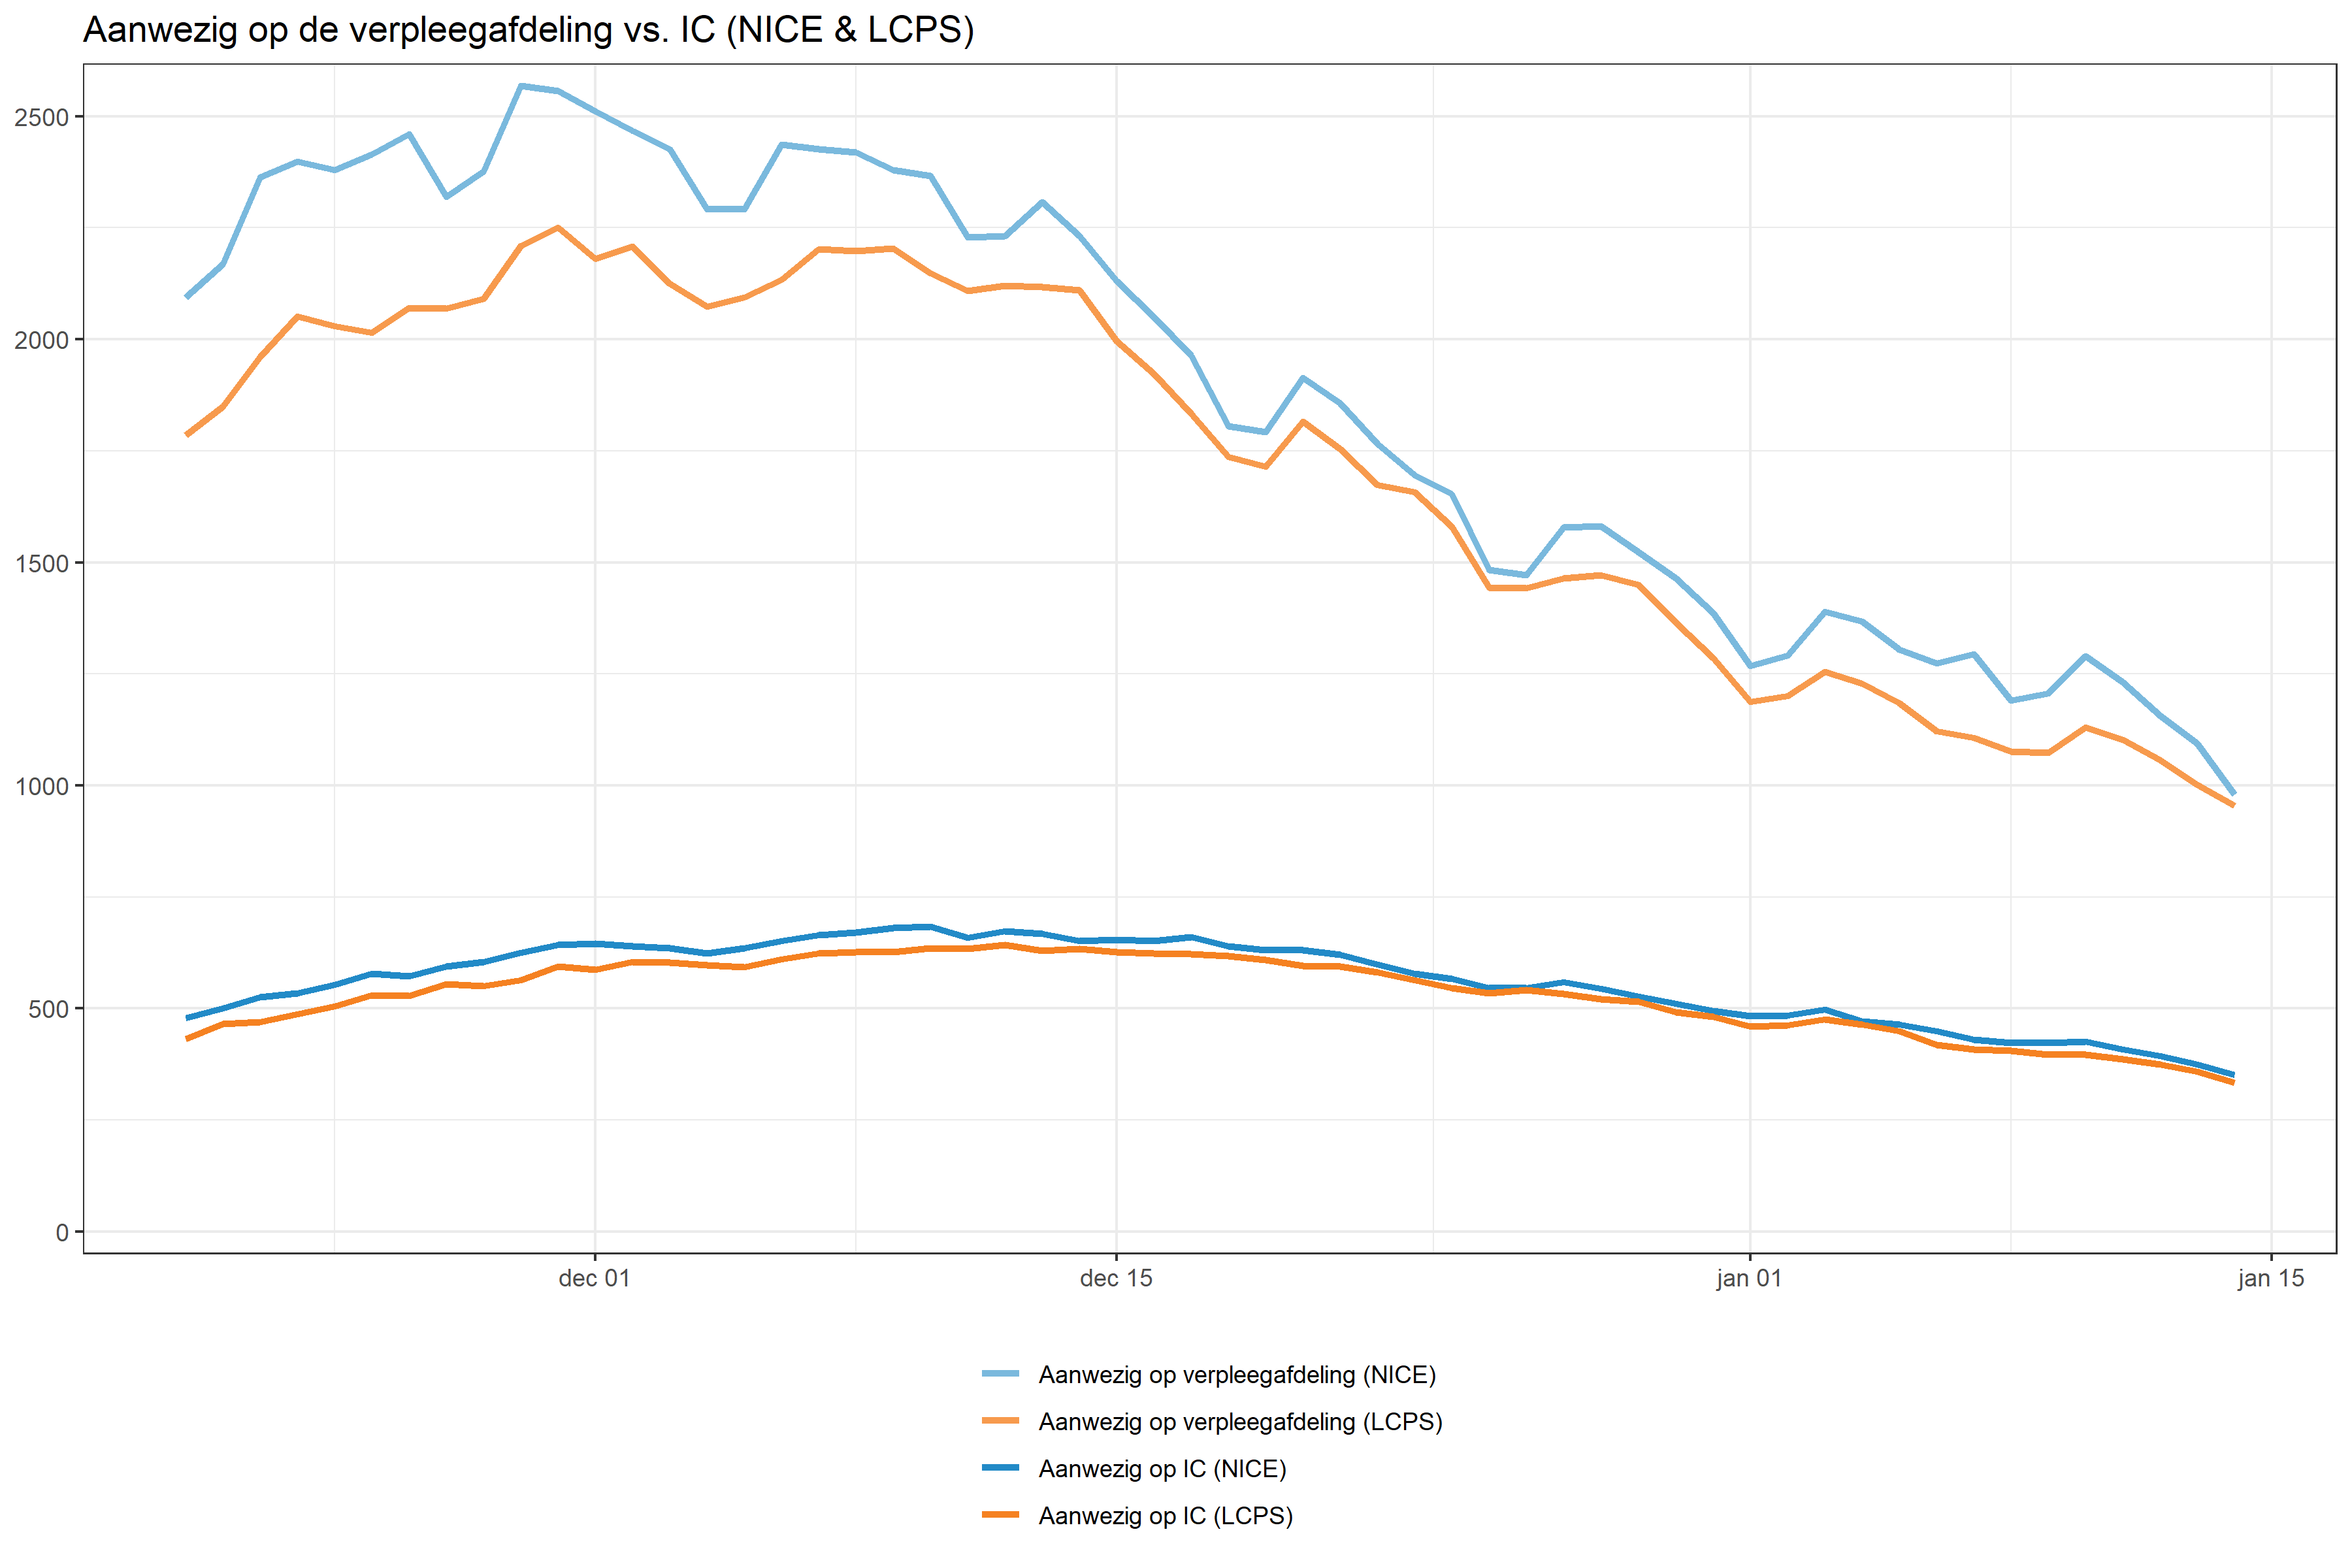 Aanwezig op de verpleegafdeling vs. IC (NICE & LCPS)
2500
2000
1500
1000
500
0
dec 01 dec 15 jan 01 jan 15
Aanwezig op verpleegafdeling (NICE)
Aanwezig op verpleegafdeling (LCPS)
Aanwezig op IC (NICE)
Aanwezig op IC (LCPS)